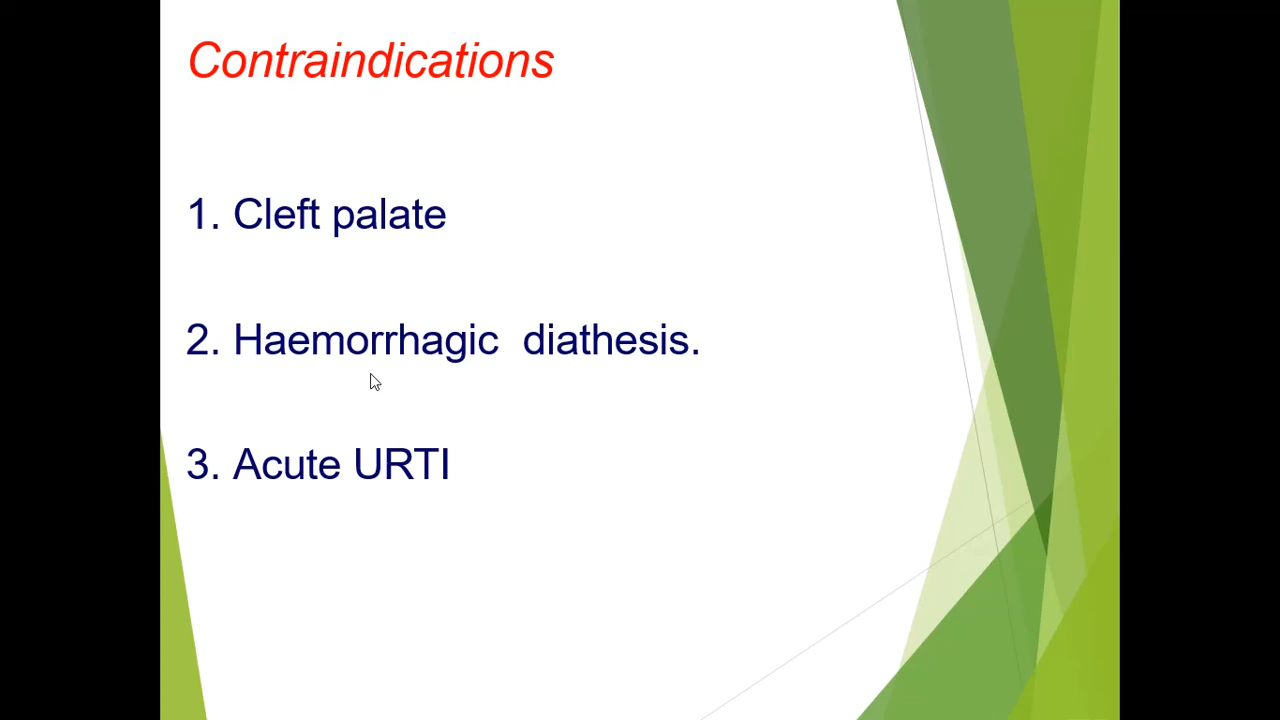 Contraindications
1. Cleft palate
2. Haemorrhagic diathesis.
3. Acute URTI